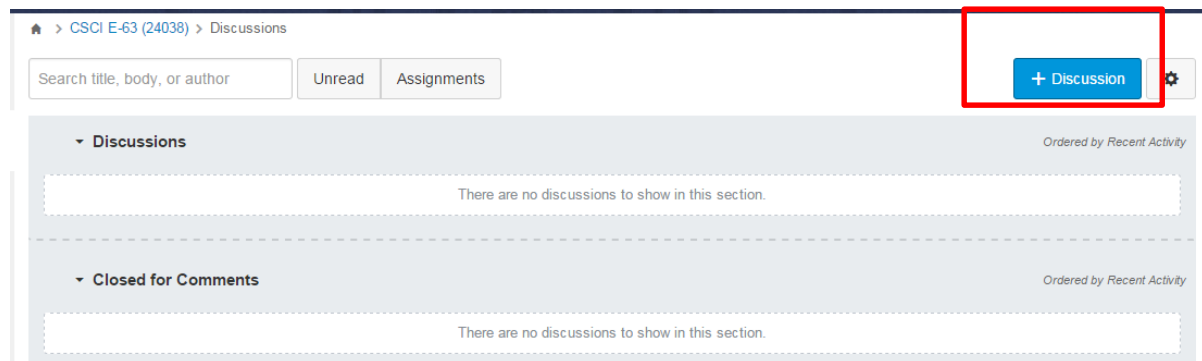 > CSCI E-63 (24038) > Discussions
Search title, body, or author Unread Assignments + Discussion
Discussions Ordered by Recent Activity
There are no discussions to show in this section.
Closed for Comments Ordered by Recent Activity
There are no discussions to show in this section.